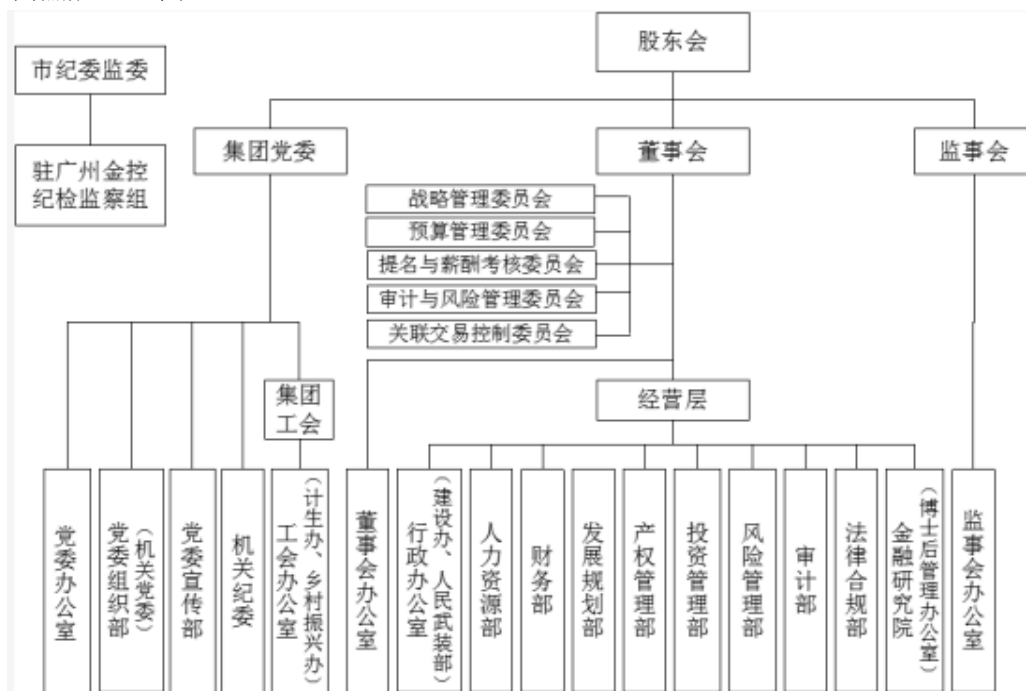 股东会
市纪委监委
驻广州金控
纪检监察组
集团党委
董事会
监事会
战略管理委员会
预算管理委员会
提名与薪酬考核委员会
审计与风险管理委员会
关联交易控制委员会
集团
工会
经营层
党委办公室
党委组织部
（机关党委）
党委宣传部
机关纪委
工会办公室
（计生办、乡村振兴办）
董事会办公室
行政办公室
（建设办、人民武装部）
人力资源部
财务部
发展规划部
产权管理部
投资管理部
风险管理部
审计部
法律合规部
金融研究院
（博士后管理办公室）
监事会办公室